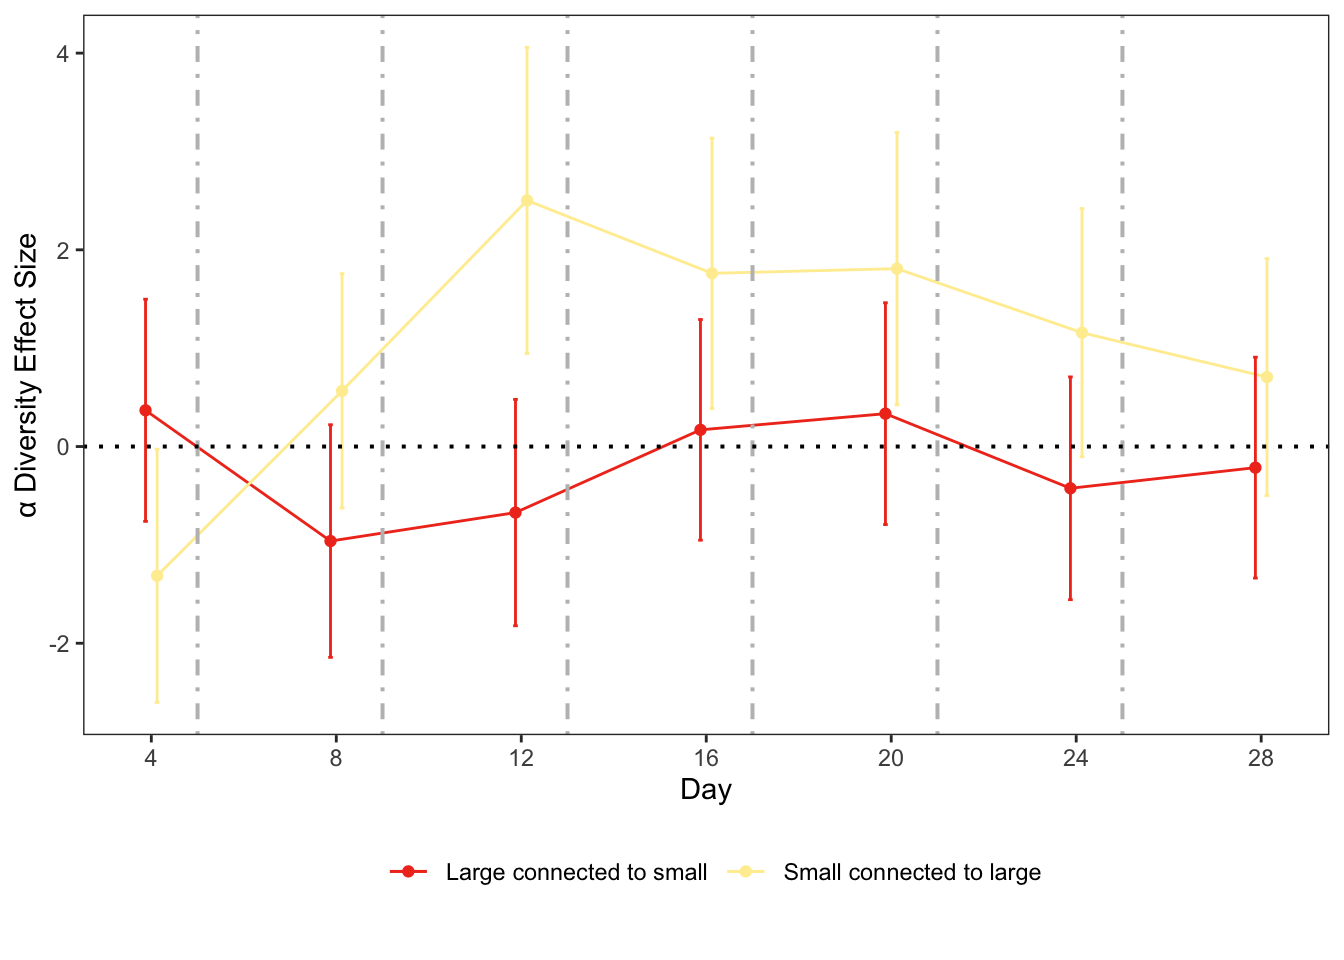 α Diversity Effect Size
4
2
0
-2
4 8 12 16 20 24 28
Day
Large connected to small Small connected to large